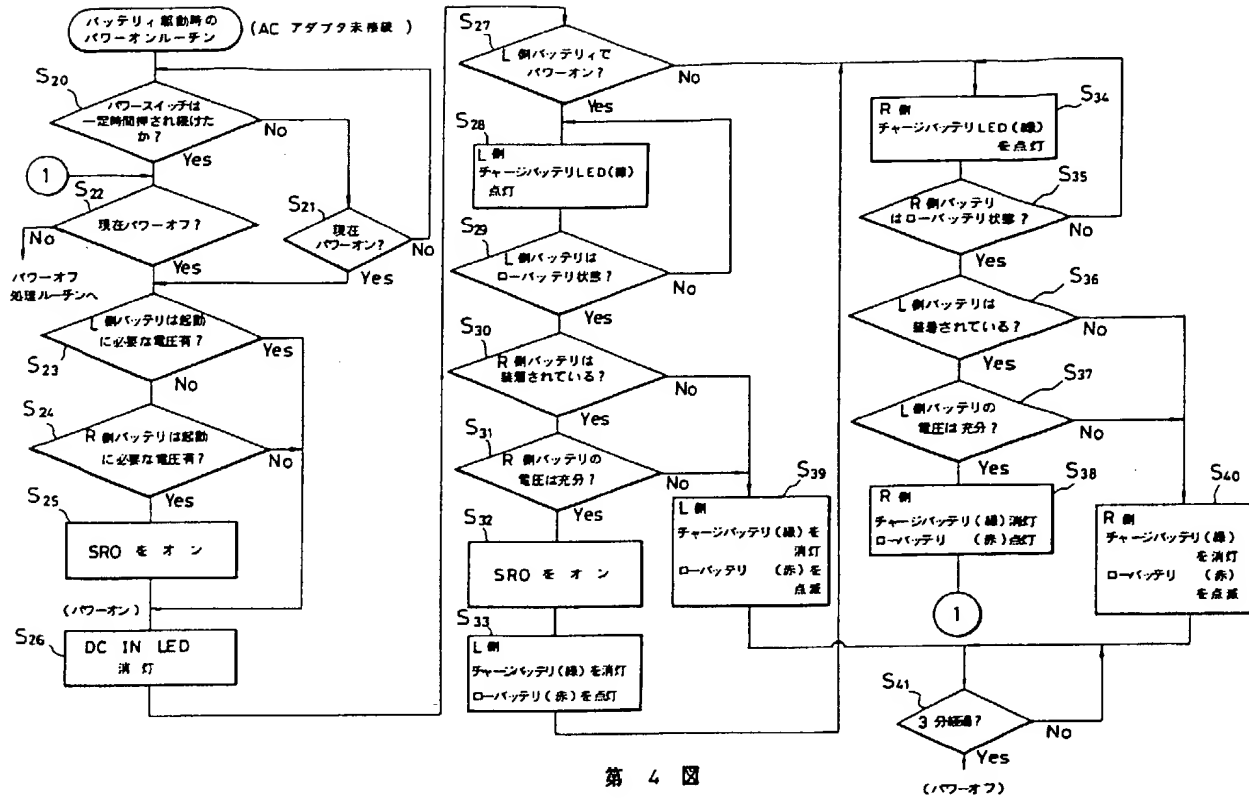 バッテリィ駆動時の
パワーオンルーチン
(AC アダプタ未接続)
S20
パワースイッチは
一定時間押され続けた
か?
No
Yes
1
S22
現在パワーオフ?
No
Yes
パワーオフ
処理ルーチンへ
S21
現在
パワーオン?
No
Yes
L 側バッテリは起動
に必要な電圧有?
S23
Yes
No
S24
R 側バッテリは起動
に必要な電圧有?
No
Yes
S25
SRO を オン
(パワーオン)
S26
DC IN LED
消灯
S27
L 側バッテリィで
パワーオン?
No
Yes
S28
L 側
チャージバッテリLED(緑)
点灯
S29
L 側バッテリは
ローバッテリ状態?
No
Yes
S30
R 側バッテリは
装着されている?
No
Yes
S31
R 側バッテリの
電圧は充分?
No
Yes
S32
SRO を オン
S33
L 側
チャージバッテリ(緑)を消灯
ローバッテリ(赤)を点灯
S39
L 側
チャージバッテリ(緑)を
消灯
ローバッテリ (赤)を
点滅
S34
R 側
チャージバッテリLED(緑)
を点灯
S35
R 側バッテリ
はローバッテリ状態?
No
Yes
S36
L 側バッテリは
装着されている?
No
Yes
S37
L 側バッテリの
電圧は充分?
No
Yes
S38
R 側
チャージバッテリ(緑)消灯
ローバッテリ (赤)点灯
1
S40
R 側
チャージバッテリ(緑)
を消灯
ローバッテリ (赤)
を点滅
S41
3 分経過?
No
Yes
(パワーオフ)
第 4 図